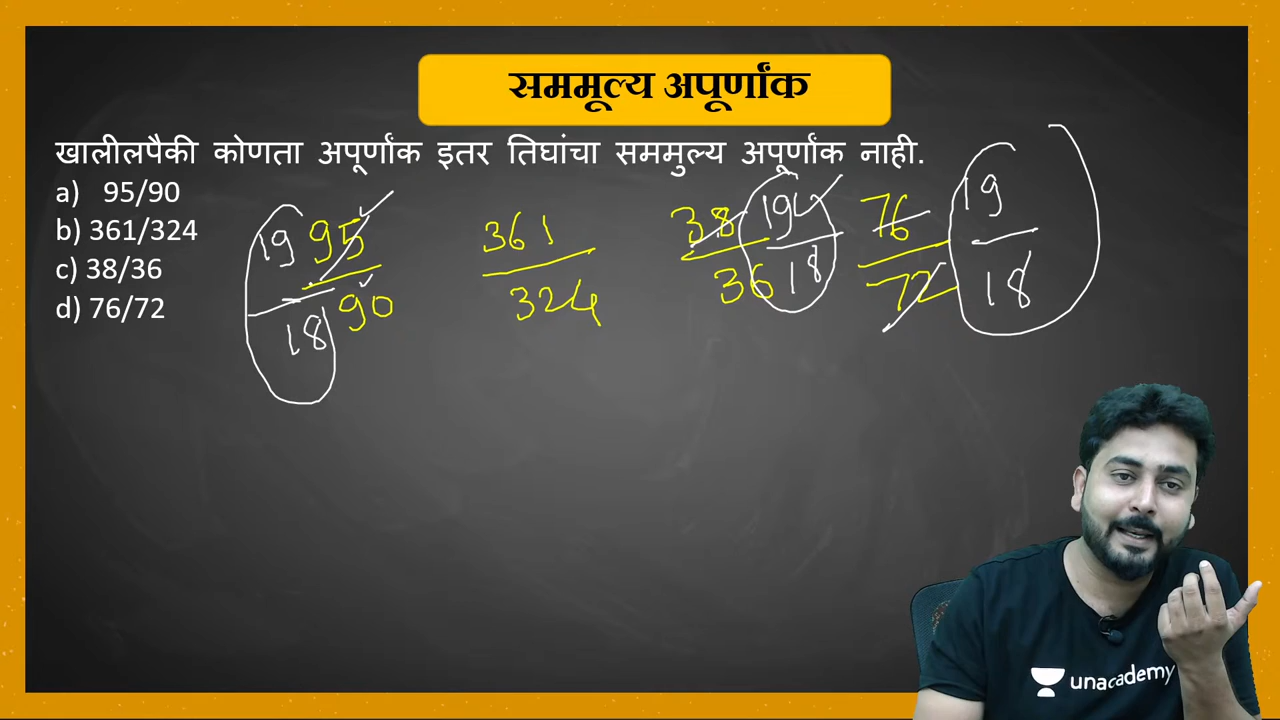 सममूल्य अपूर्णांक
खालीलपैकी कोणता अपूर्णांक इतर तिघांचा सममुल्य अपूर्णांक नाही.
a) 95/90
b) 361/324
c) 38/36
d) 76/72
19 95 361 38 19 76 19
18 90 324 36 18 72 18
unacademy